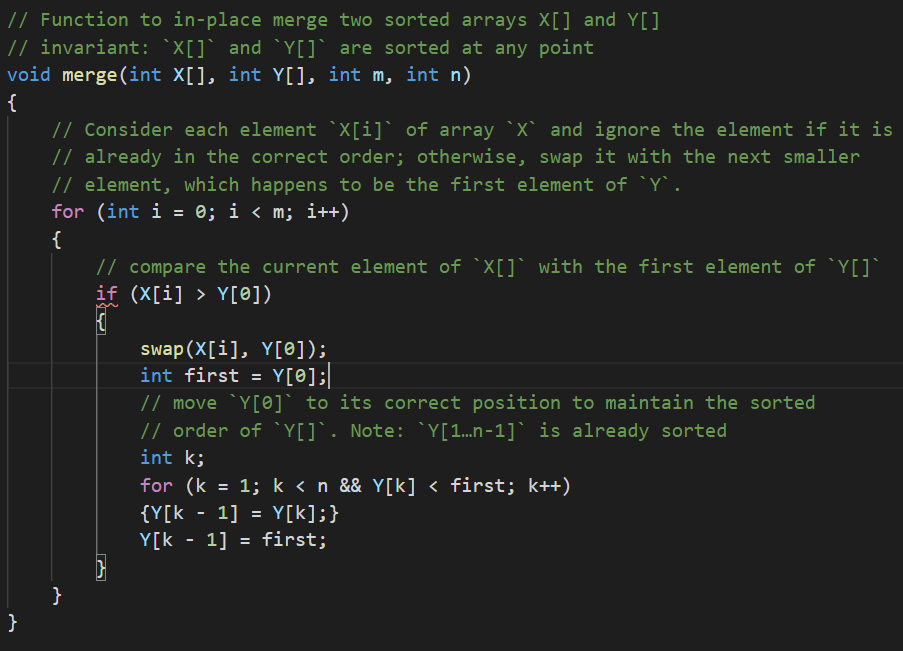 // Function to in-place merge two sorted arrays X[] and Y[]
// invariant: `X[]` and `Y[]` are sorted at any point
void merge(int X[], int Y[], int m, int n)
{
// Consider each element `X[i]` of array `X` and ignore the element if it is
// already in the correct order; otherwise, swap it with the next smaller
// element, which happens to be the first element of `Y`.
for (int i = 0; i < m; i++)
{
// compare the current element of `X[]` with the first element of `Y[]`
if (X[i] > Y[0])
{
swap(X[i], Y[0]);
int first = Y[0];
// move `Y[0]` to its correct position to maintain the sorted
// order of `Y[]`. Note: `Y[1…n-1]` is already sorted
int k;
for (k = 1; k < n && Y[k] < first; k++)
{Y[k - 1] = Y[k];}
Y[k - 1] = first;
}
}
}